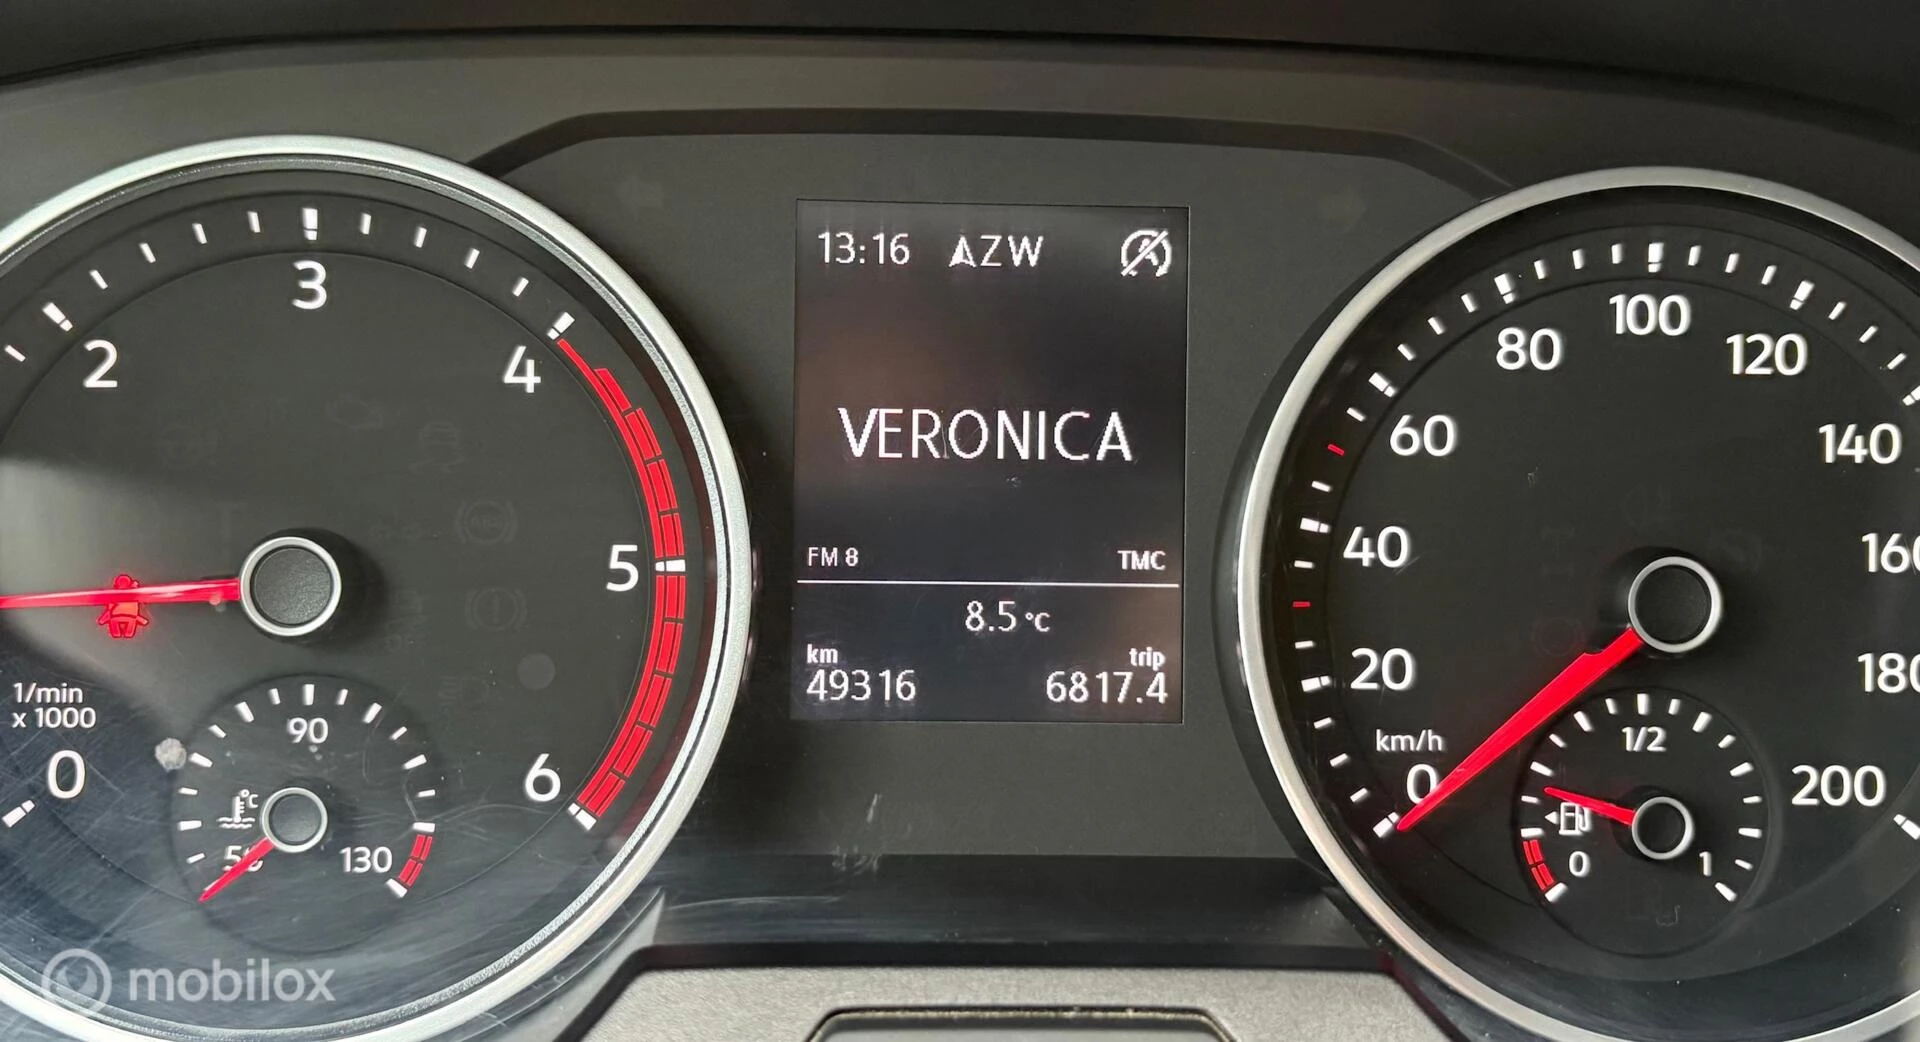 13:16 AZW
VERONICA
FM 8 TMC
8.5 °C
km trip
49316 6817.4
3
2
4
5
6
1/min
x 1000
0
90
°C
50
130
100
80
120
60
140
40
20
180
km/h
0
200
1/2
0
1
mobilox